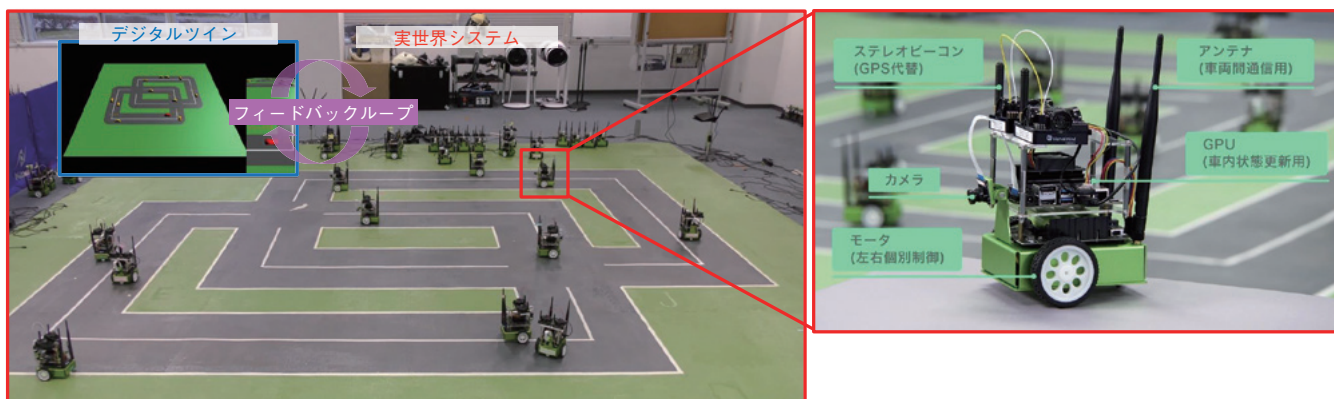 デジタルツイン
実世界システム
フィードバックループ
ステレオビーコン
(GPS代替)
アンテナ
(車両間通信用)
GPU
(車内状態更新用)
カメラ
モータ
(左右個別制御)